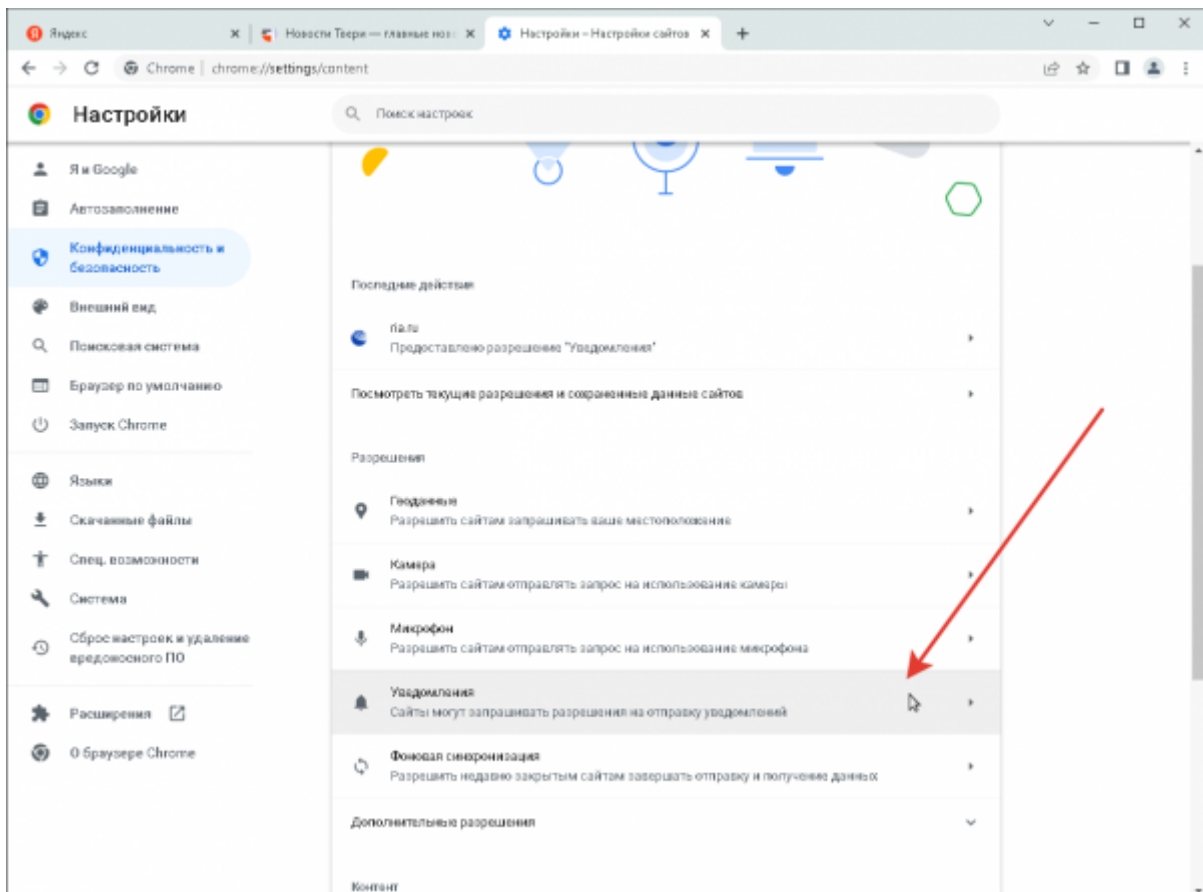 Яндекс
Новости Твери — главные нов
Настройки – Настройки сайтов
Chrome | chrome://settings/content
Настройки
Поиск настроек
Я и Google
Автозаполнение
Конфиденциальность и
безопасность
Внешний вид
Поисковая система
Браузер по умолчанию
Запуск Chrome
Языки
Скачанные файлы
Спец. возможности
Система
Сброс настроек и удаление
вредоносного ПО
Расширения
О браузере Chrome
Последние действия
ria.ru
Предоставлено разрешение "Уведомления"
Посмотреть текущие разрешения и сохраненные данные сайтов
Разрешения
Геоданные
Разрешить сайтам запрашивать ваше местоположение
Камера
Разрешить сайтам отправлять запрос на использование камеры
Микрофон
Разрешить сайтам отправлять запрос на использование микрофона
Уведомления
Сайты могут запрашивать разрешения на отправку уведомлений
Фоновая синхронизация
Разрешить недавно закрытым сайтам завершать отправку и получение данных
Дополнительные разрешения
Контент